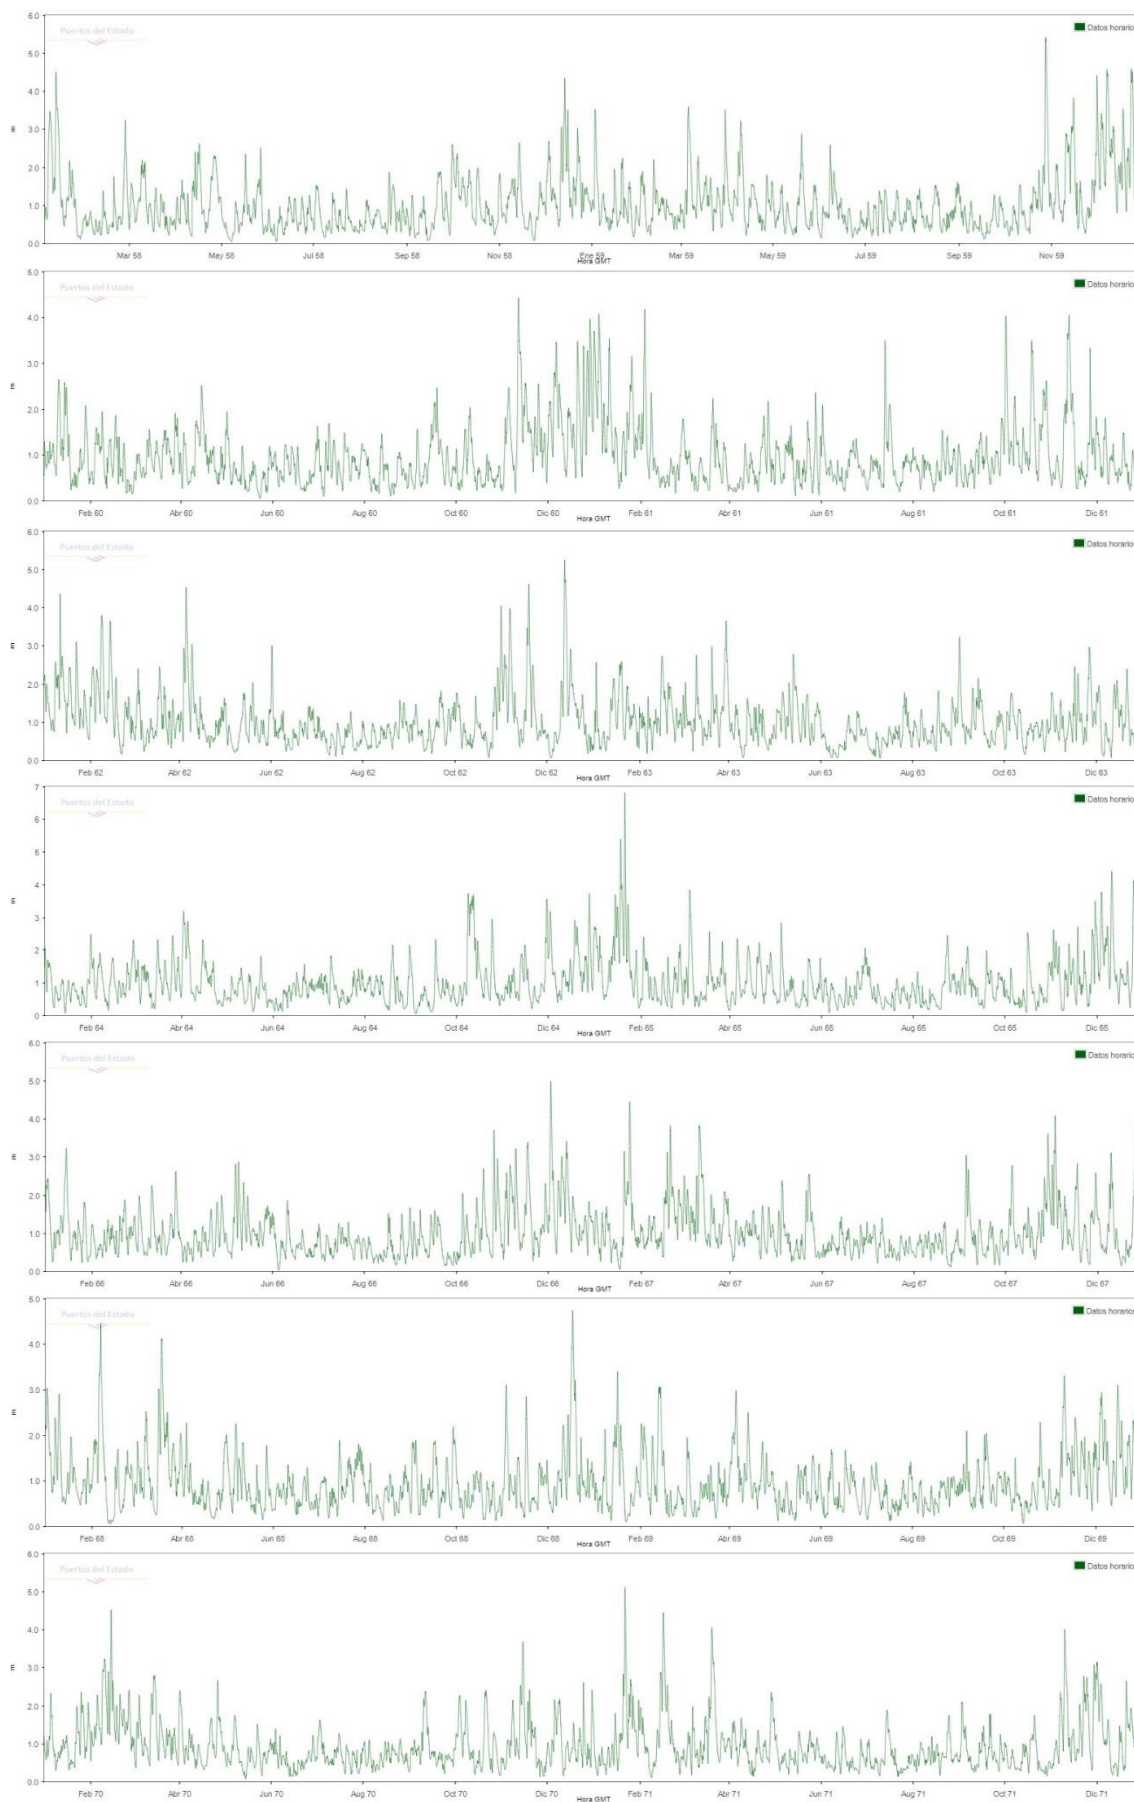 6.0
Puertos del Estado
Datos horario
5.0
4.0
3.0
m
2.0
1.0
0.0
Mar 58 May 58 Jul 58 Sep 58 Nov 58 Ene 59 Mar 59 May 59 Jul 59 Sep 59 Nov 59
Hora GMT
5.0
Datos horario
4.0
3.0
m
2.0
1.0
0.0
Feb 60 Abr 60 Jun 60 Aug 60 Oct 60 Dic 60 Feb 61 Abr 61 Jun 61 Aug 61 Oct 61 Dic 61
Hora GMT
6.0
Puertos del Estado
Datos horario
5.0
4.0
3.0
m
2.0
1.0
0.0
Feb 62 Abr 62 Jun 62 Aug 62 Oct 62 Dic 62 Feb 63 Abr 63 Jun 63 Aug 63 Oct 63 Dic 63
Hora GMT
7
Puertos del Estado
Datos horario
6
5
4
m
3
2
1
0
Feb 64 Abr 64 Jun 64 Aug 64 Oct 64 Dic 64 Feb 65 Abr 65 Jun 65 Aug 65 Oct 65 Dic 65
Hora GMT
6.0
Puertos del Estado
Datos horario
5.0
4.0
3.0
m
2.0
1.0
0.0
Feb 66 Abr 66 Jun 66 Aug 66 Oct 66 Dic 66 Feb 67 Abr 67 Jun 67 Aug 67 Oct 67 Dic 67
Hora GMT
5.0
Puertos del Estado
Datos horario
4.0
3.0
m
2.0
1.0
0.0
Feb 68 Abr 68 Jun 68 Aug 68 Oct 68 Dic 68 Feb 69 Abr 69 Jun 69 Aug 69 Oct 69 Dic 69
Hora GMT
6.0
Puertos del Estado
Datos horario
5.0
4.0
3.0
m
2.0
1.0
0.0
Feb 70 Abr 70 Jun 70 Aug 70 Oct 70 Dic 70 Feb 71 Abr 71 Jun 71 Aug 71 Oct 71 Dic 71
Hora GMT